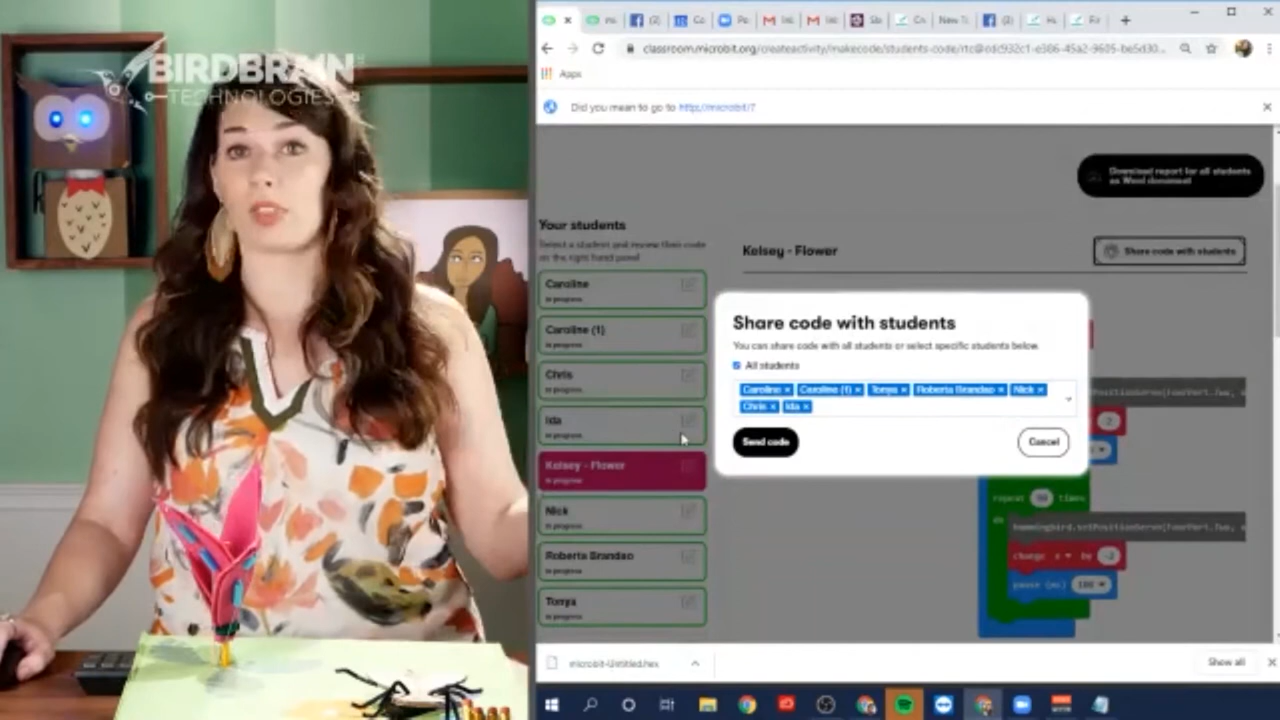 BIRDBRAIN
TECHNOLOGIES
classroom.microbit.org/createactivity/makecode/students-code/
Apps
Did you mean to go to http://microbit/?
Download report for all students
as Word document
Your students
Select a student and review their code
on the right hand panel
Kelsey - Flower
Share code with students
Caroline
In progress
Caroline (1)
In progress
Chris
In progress
Ida
In progress
Kelsey - Flower
In progress
Nick
In progress
Roberta Brandao
In progress
Tonya
In progress
Share code with students
You can share code with all students or select specific students below.
All students
Caroline × Caroline (1) × Tonya × Roberta Brandao × Nick ×
Chris × Ida ×
Send code
Cancel
repeat times
do
change by -2
pause (ms) 100
microbit-Untitled.hex
Show all